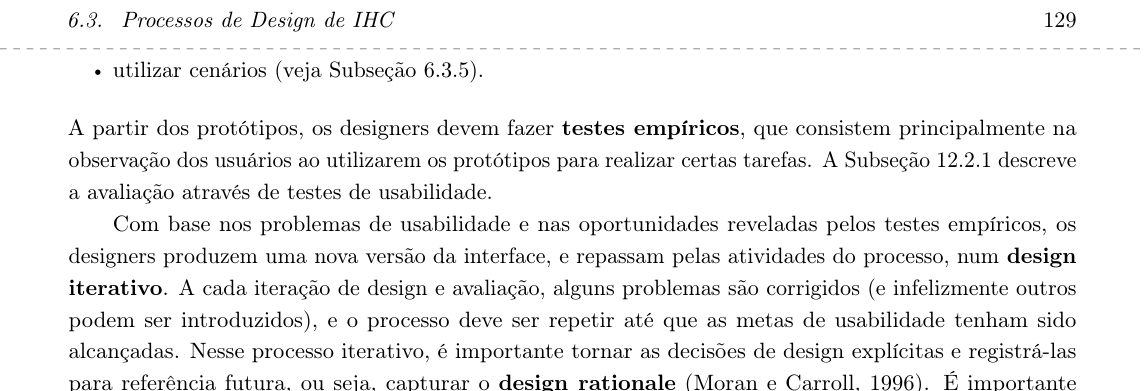 6.3. Processos de Design de IHC 129
• utilizar cenários (veja Subseção 6.3.5).
A partir dos protótipos, os designers devem fazer testes empíricos, que consistem principalmente na
observação dos usuários ao utilizarem os protótipos para realizar certas tarefas. A Subseção 12.2.1 descreve
a avaliação através de testes de usabilidade.
Com base nos problemas de usabilidade e nas oportunidades reveladas pelos testes empíricos, os
designers produzem uma nova versão da interface, e repassam pelas atividades do processo, num design
iterativo. A cada iteração de design e avaliação, alguns problemas são corrigidos (e infelizmente outros
podem ser introduzidos), e o processo deve ser repetir até que as metas de usabilidade tenham sido
alcançadas. Nesse processo iterativo, é importante tornar as decisões de design explícitas e registrá-las
para referência futura, ou seja, capturar o design rationale (Moran e Carroll, 1996). É importante